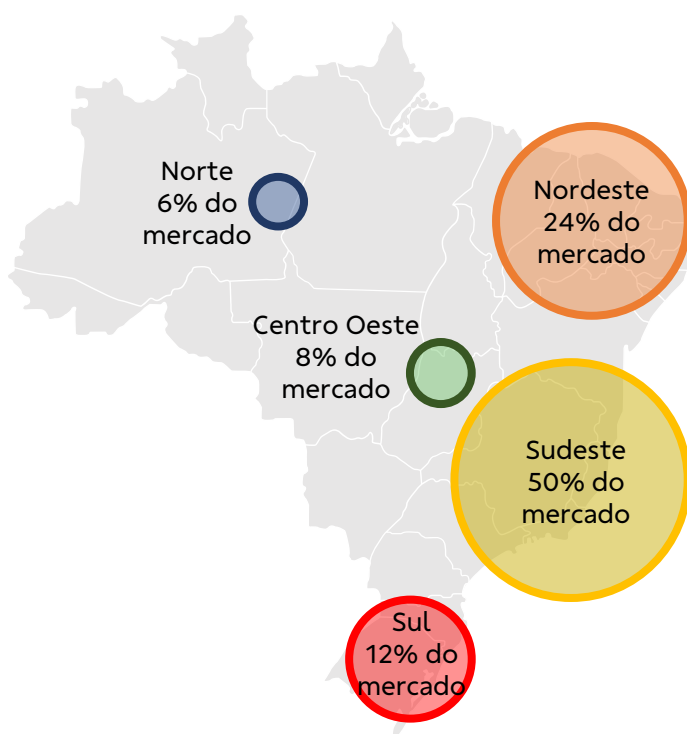 Norte
6% do
mercado
Nordeste
24% do
mercado
Centro Oeste
8% do
mercado
Sudeste
50% do
mercado
Sul
12% do
mercado